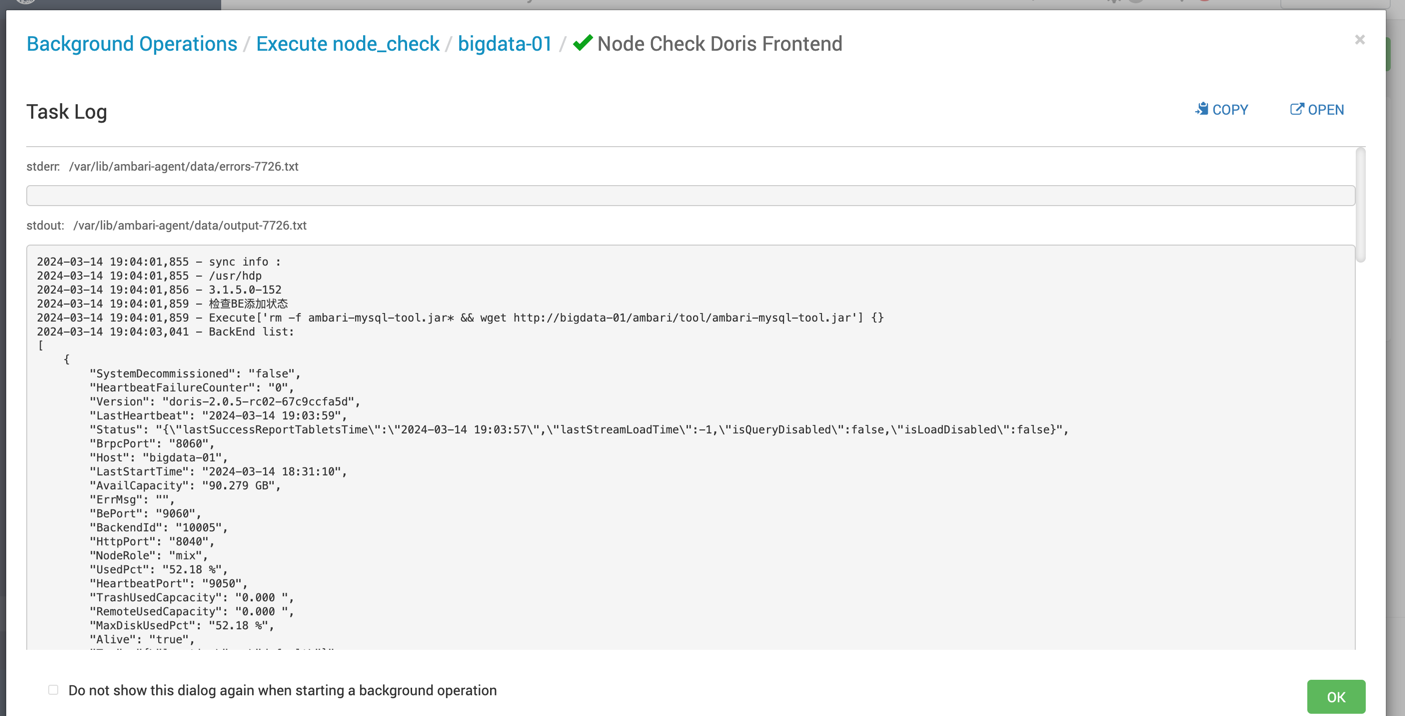 Background Operations / Execute node_check / bigdata-01 / Node Check Doris Frontend
×
Task Log
COPY
OPEN
stderr: /var/lib/ambari-agent/data/errors-7726.txt
stdout: /var/lib/ambari-agent/data/output-7726.txt
2024-03-14 19:04:01,855 - sync info :
2024-03-14 19:04:01,855 - /usr/hdp
2024-03-14 19:04:01,856 - 3.1.5.0-152
2024-03-14 19:04:01,859 - 检查BE添加状态
2024-03-14 19:04:01,859 - Execute['rm -f ambari-mysql-tool.jar* && wget http://bigdata-01/ambari/tool/ambari-mysql-tool.jar'] {}
2024-03-14 19:04:03,041 - BackEnd list:
[
{
"SystemDecommissioned": "false",
"HeartbeatFailureCounter": "0",
"Version": "doris-2.0.5-rc02-67c9ccfa5d",
"LastHeartbeat": "2024-03-14 19:03:59",
"Status": "{\"lastSuccessReportTabletsTime\":\"2024-03-14 19:03:57\",\"lastStreamLoadTime\":-1,\"isQueryDisabled\":false,\"isLoadDisabled\":false}",
"BrpcPort": "8060",
"Host": "bigdata-01",
"LastStartTime": "2024-03-14 18:31:10",
"AvailCapacity": "90.279 GB",
"ErrMsg": "",
"BePort": "9060",
"BackendId": "10005",
"HttpPort": "8040",
"NodeRole": "mix",
"UsedPct": "52.18 %",
"HeartbeatPort": "9050",
"TrashUsedCapcacity": "0.000 ",
"RemoteUsedCapacity": "0.000 ",
"MaxDiskUsedPct": "52.18 %",
"Alive": "true",
Do not show this dialog again when starting a background operation
OK